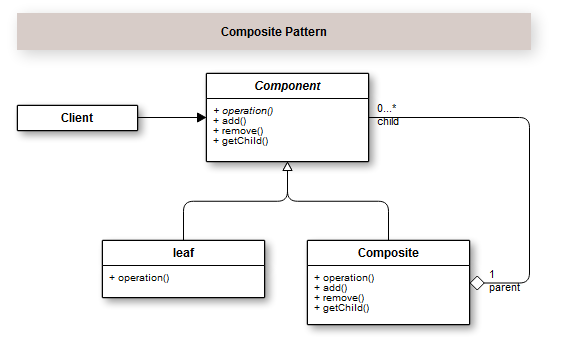 Composite Pattern
Component
+ operation()
+ add()
+ remove()
+ getChild()
Client
0...*
child
leaf
+ operation()
Composite
+ operation()
+ add()
+ remove()
+ getChild()
1
parent